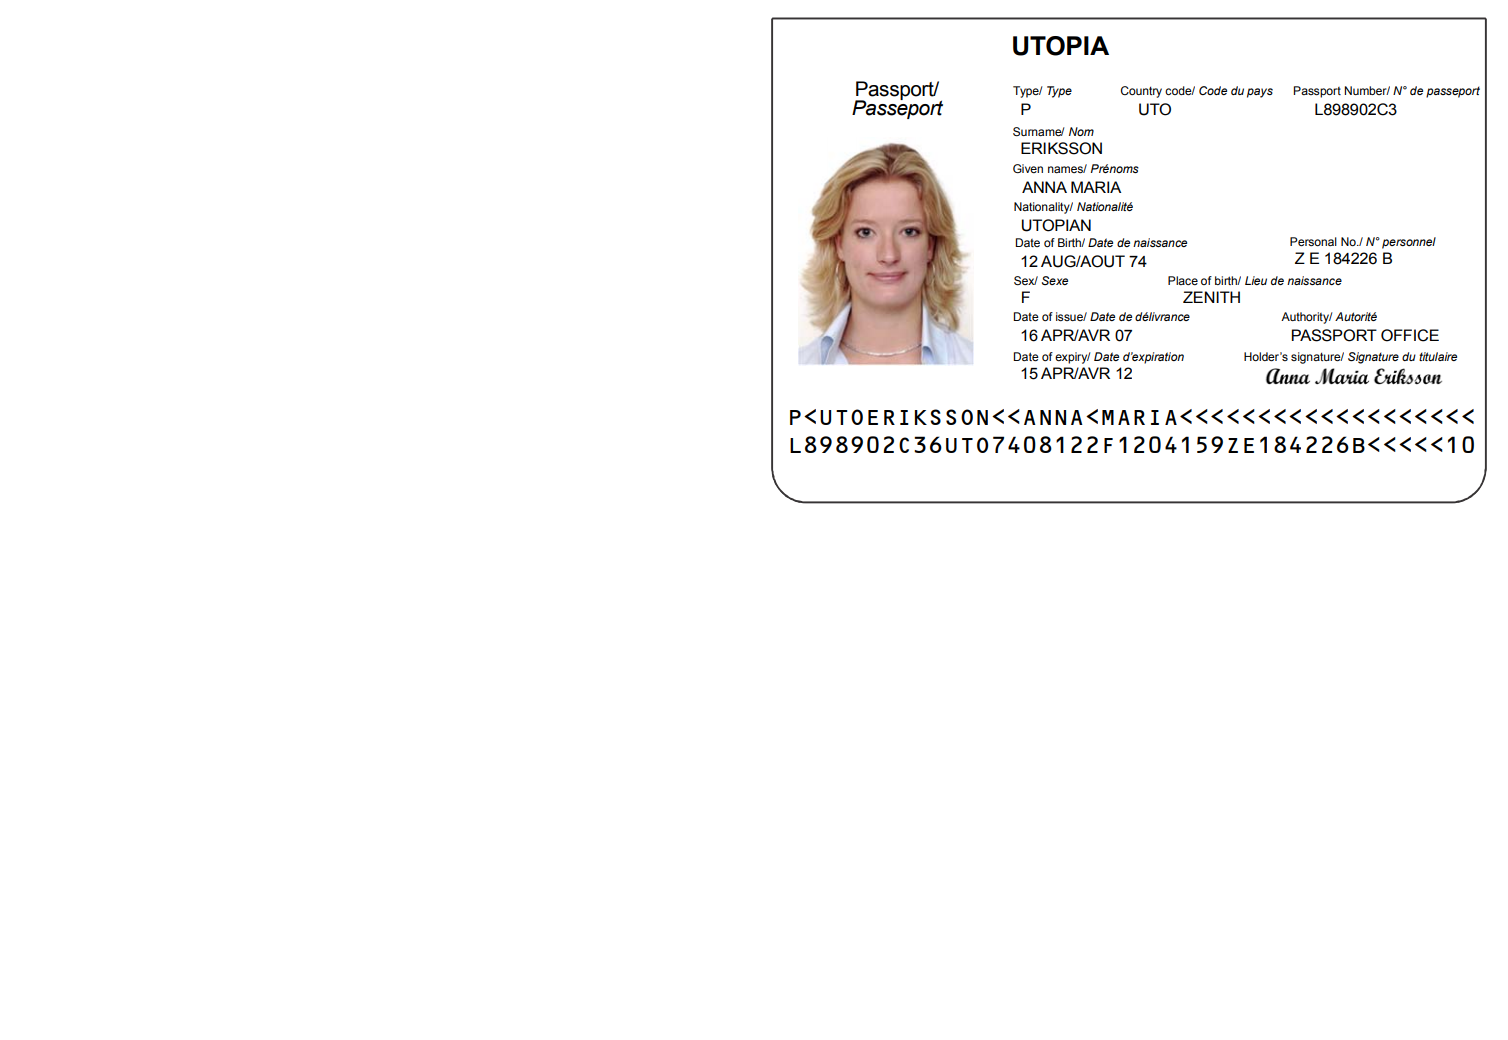 UTOPIA
Passport/
Passeport
Type/ Type Country code/ Code du pays Passport Number/ N° de passeport
P UTO L898902C3
Surname/ Nom
ERIKSSON
Given names/ Prénoms
ANNA MARIA
Nationality/ Nationalité
UTOPIAN
Date of Birth/ Date de naissance Personal No./ N° personnel
12 AUG/AOUT 74 Z E 184226 B
Sex/ Sexe Place of birth/ Lieu de naissance
F ZENITH
Date of issue/ Date de délivrance Authority/ Autorité
16 APR/AVR 07 PASSPORT OFFICE
Date of expiry/ Date d'expiration Holder's signature/ Signature du titulaire
15 APR/AVR 12 Anna Maria Eriksson
P<UTOERIKSSON<<ANNA<MARIA<<<<<<<<<<<<<<<<<<<
L898902C36UTO7408122F1204159ZE184226B<<<<<10